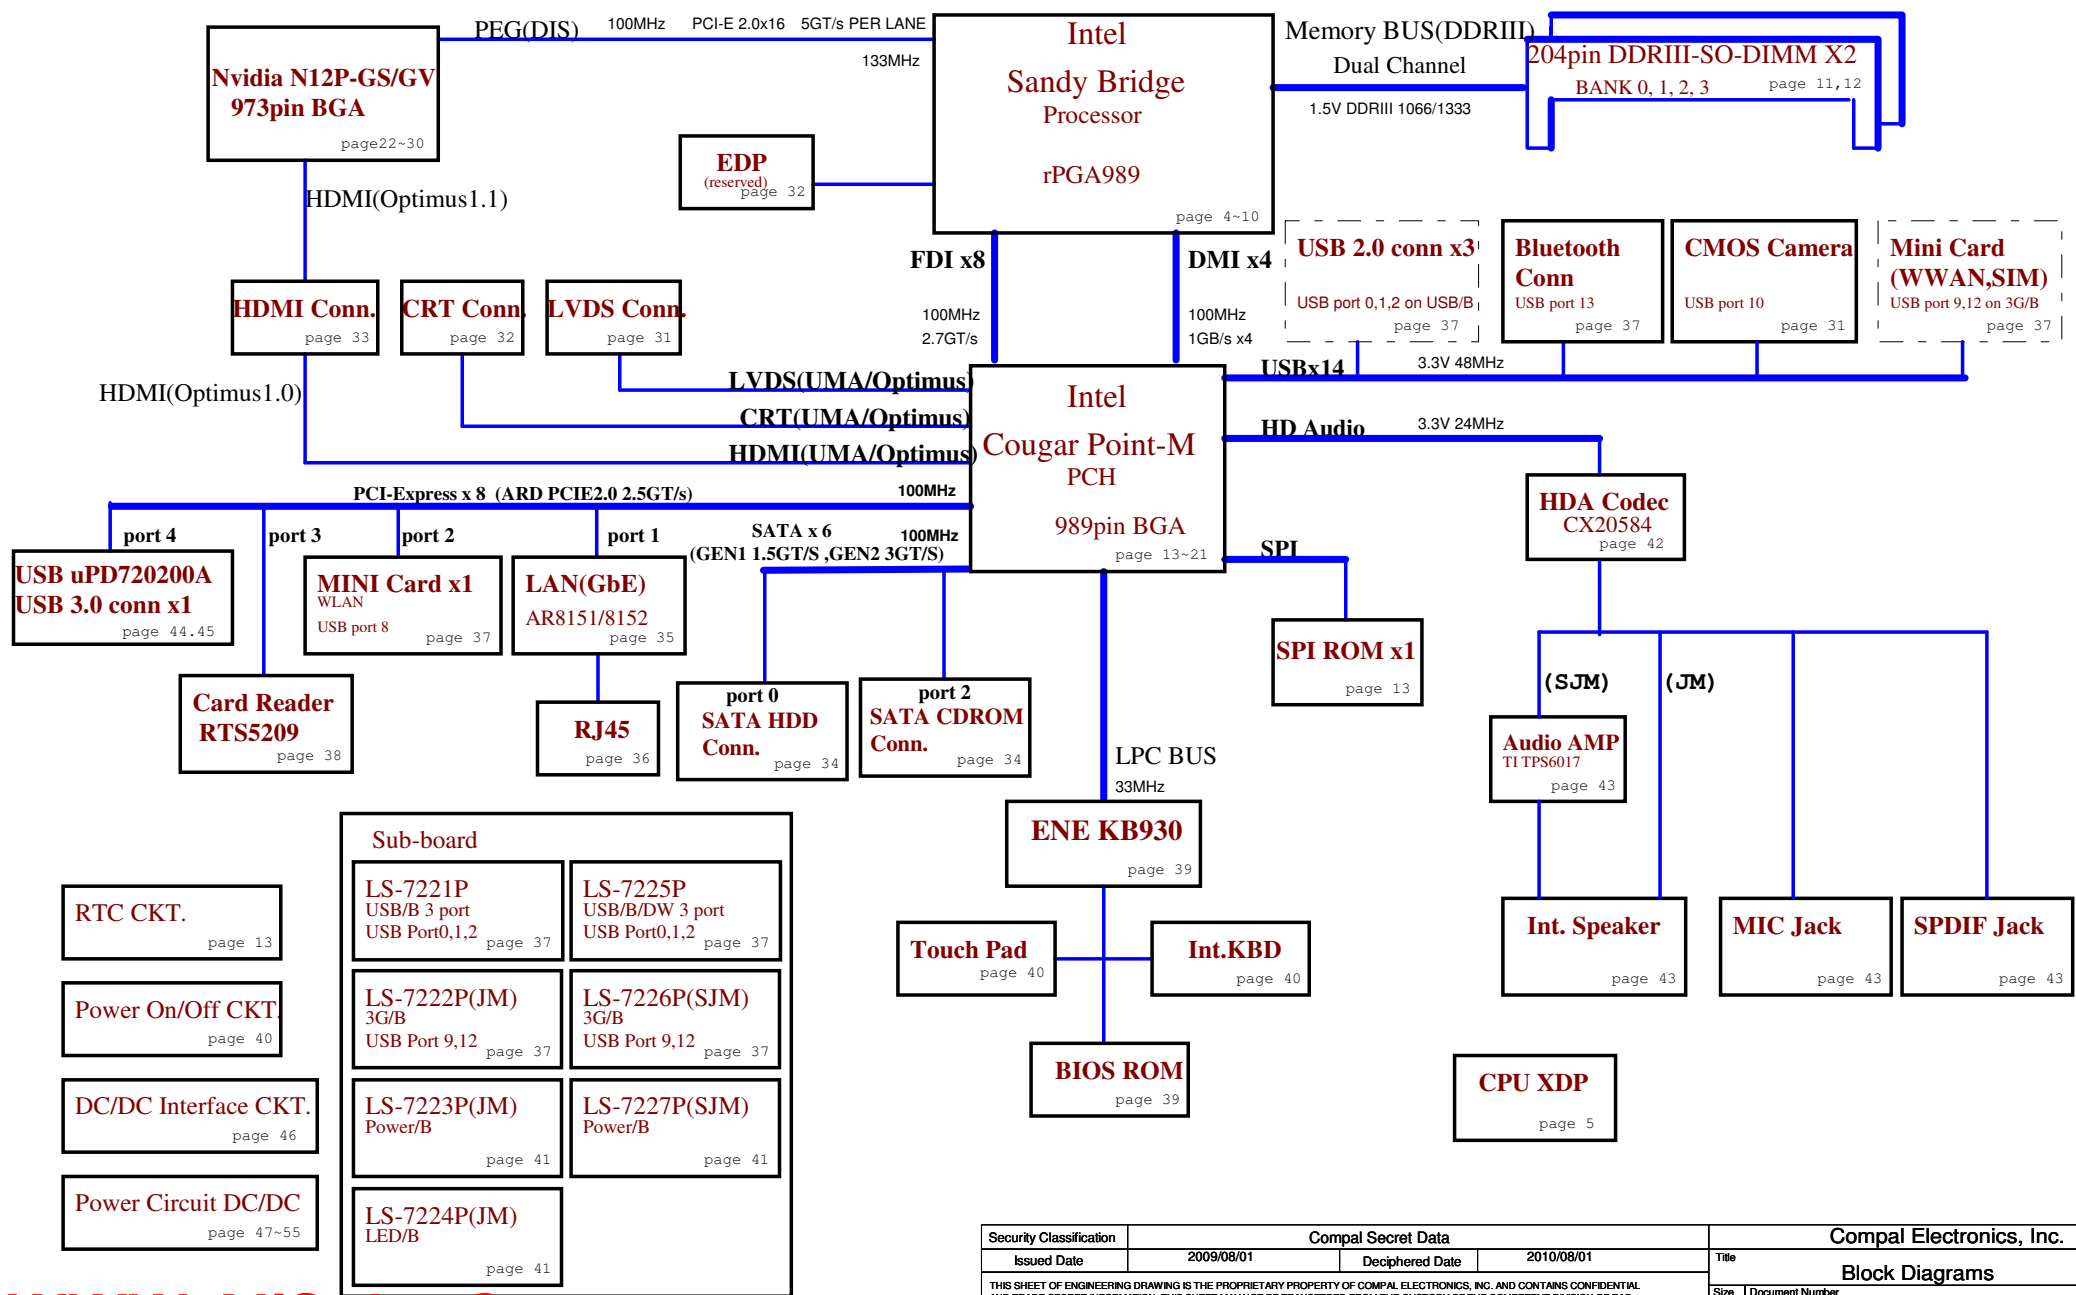 PEG(DIS)
100MHz
PCI-E 2.0x16
5GT/s PER LANE
133MHz
Nvidia N12P-GS/GV
973pin BGA
page22~30
HDMI(Optimus1.1)
EDP
(reserved)
page 32
Intel
Sandy Bridge
Processor
rPGA989
page 4~10
Memory BUS(DDRIII)
Dual Channel
1.5V DDRIII 1066/1333
204pin DDRIII-SO-DIMM X2
BANK 0, 1, 2, 3
page 11,12
FDI x8
100MHz
2.7GT/s
DMI x4
100MHz
1GB/s x4
USB 2.0 conn x3
USB port 0,1,2 on USB/B
page 37
Bluetooth
Conn
USB port 13
page 37
CMOS Camera
USB port 10
page 31
Mini Card
(WWAN,SIM)
USB port 9,12 on 3G/B
page 37
HDMI Conn.
page 33
CRT Conn.
page 32
LVDS Conn.
page 31
HDMI(Optimus1.0)
LVDS(UMA/Optimus)
CRT(UMA/Optimus)
HDMI(UMA/Optimus)
Intel
Cougar Point-M
PCH
989pin BGA
page 13~21
USBx14
3.3V 48MHz
HD Audio
3.3V 24MHz
SPI
HDA Codec
CX20584
page 42
PCI-Express x 8 (ARD PCIE2.0 2.5GT/s)
100MHz
port 4
port 3
port 2
port 1
SATA x 6
100MHz
(GEN1 1.5GT/S ,GEN2 3GT/S)
USB uPD720200A
USB 3.0 conn x1
page 44.45
MINI Card x1
WLAN
USB port 8
page 37
LAN(GbE)
AR8151/8152
page 35
Card Reader
RTS5209
page 38
RJ45
page 36
port 0
SATA HDD
Conn.
page 34
port 2
SATA CDROM
Conn.
page 34
SPI ROM x1
page 13
(SJM)
(JM)
Audio AMP
TI TPS6017
page 43
LPC BUS
33MHz
ENE KB930
page 39
Touch Pad
page 40
Int.KBD
page 40
BIOS ROM
page 39
Int. Speaker
page 43
MIC Jack
page 43
SPDIF Jack
page 43
CPU XDP
page 5
RTC CKT.
page 13
Power On/Off CKT.
page 40
DC/DC Interface CKT.
page 46
Power Circuit DC/DC
page 47~55
Sub-board
LS-7221P
USB/B 3 port
USB Port0,1,2
page 37
LS-7225P
USB/B/DW 3 port
USB Port0,1,2
page 37
LS-7222P(JM)
3G/B
USB Port 9,12
page 37
LS-7226P(SJM)
3G/B
USB Port 9,12
page 37
LS-7223P(JM)
Power/B
page 41
LS-7227P(SJM)
Power/B
page 41
LS-7224P(JM)
LED/B
page 41
Security Classification
Compal Secret Data
Compal Electronics, Inc.
Issued Date
2009/08/01
Deciphered Date
2010/08/01
Title
Block Diagrams
THIS SHEET OF ENGINEERING DRAWING IS THE PROPRIETARY PROPERTY OF COMPAL ELECTRONICS, INC. AND CONTAINS CONFIDENTIAL
Size
Document Number